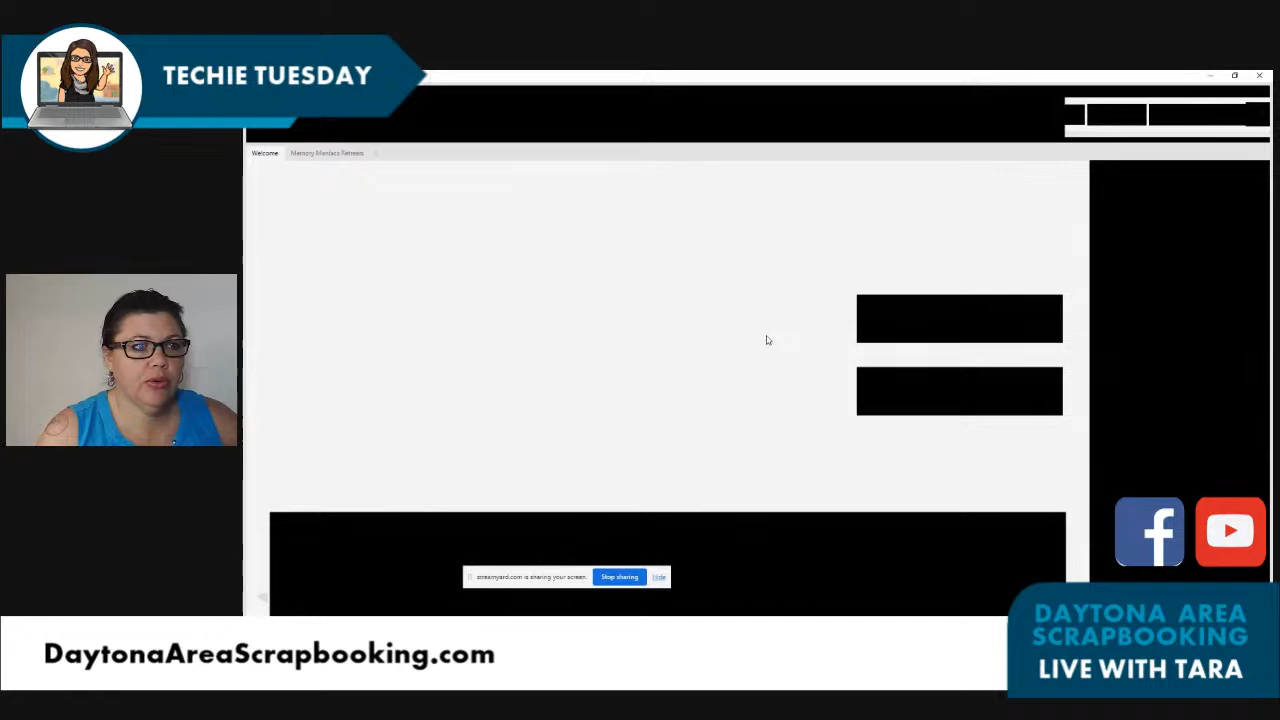 TECHIE TUESDAY
Welcome
Memory Maniacs Retreats
streamyard.com is sharing your screen.
Stop sharing
Hide
DaytonaAreaScrapbooking.com
DAYTONA AREA
SCRAPBOOKING
LIVE WITH TARA